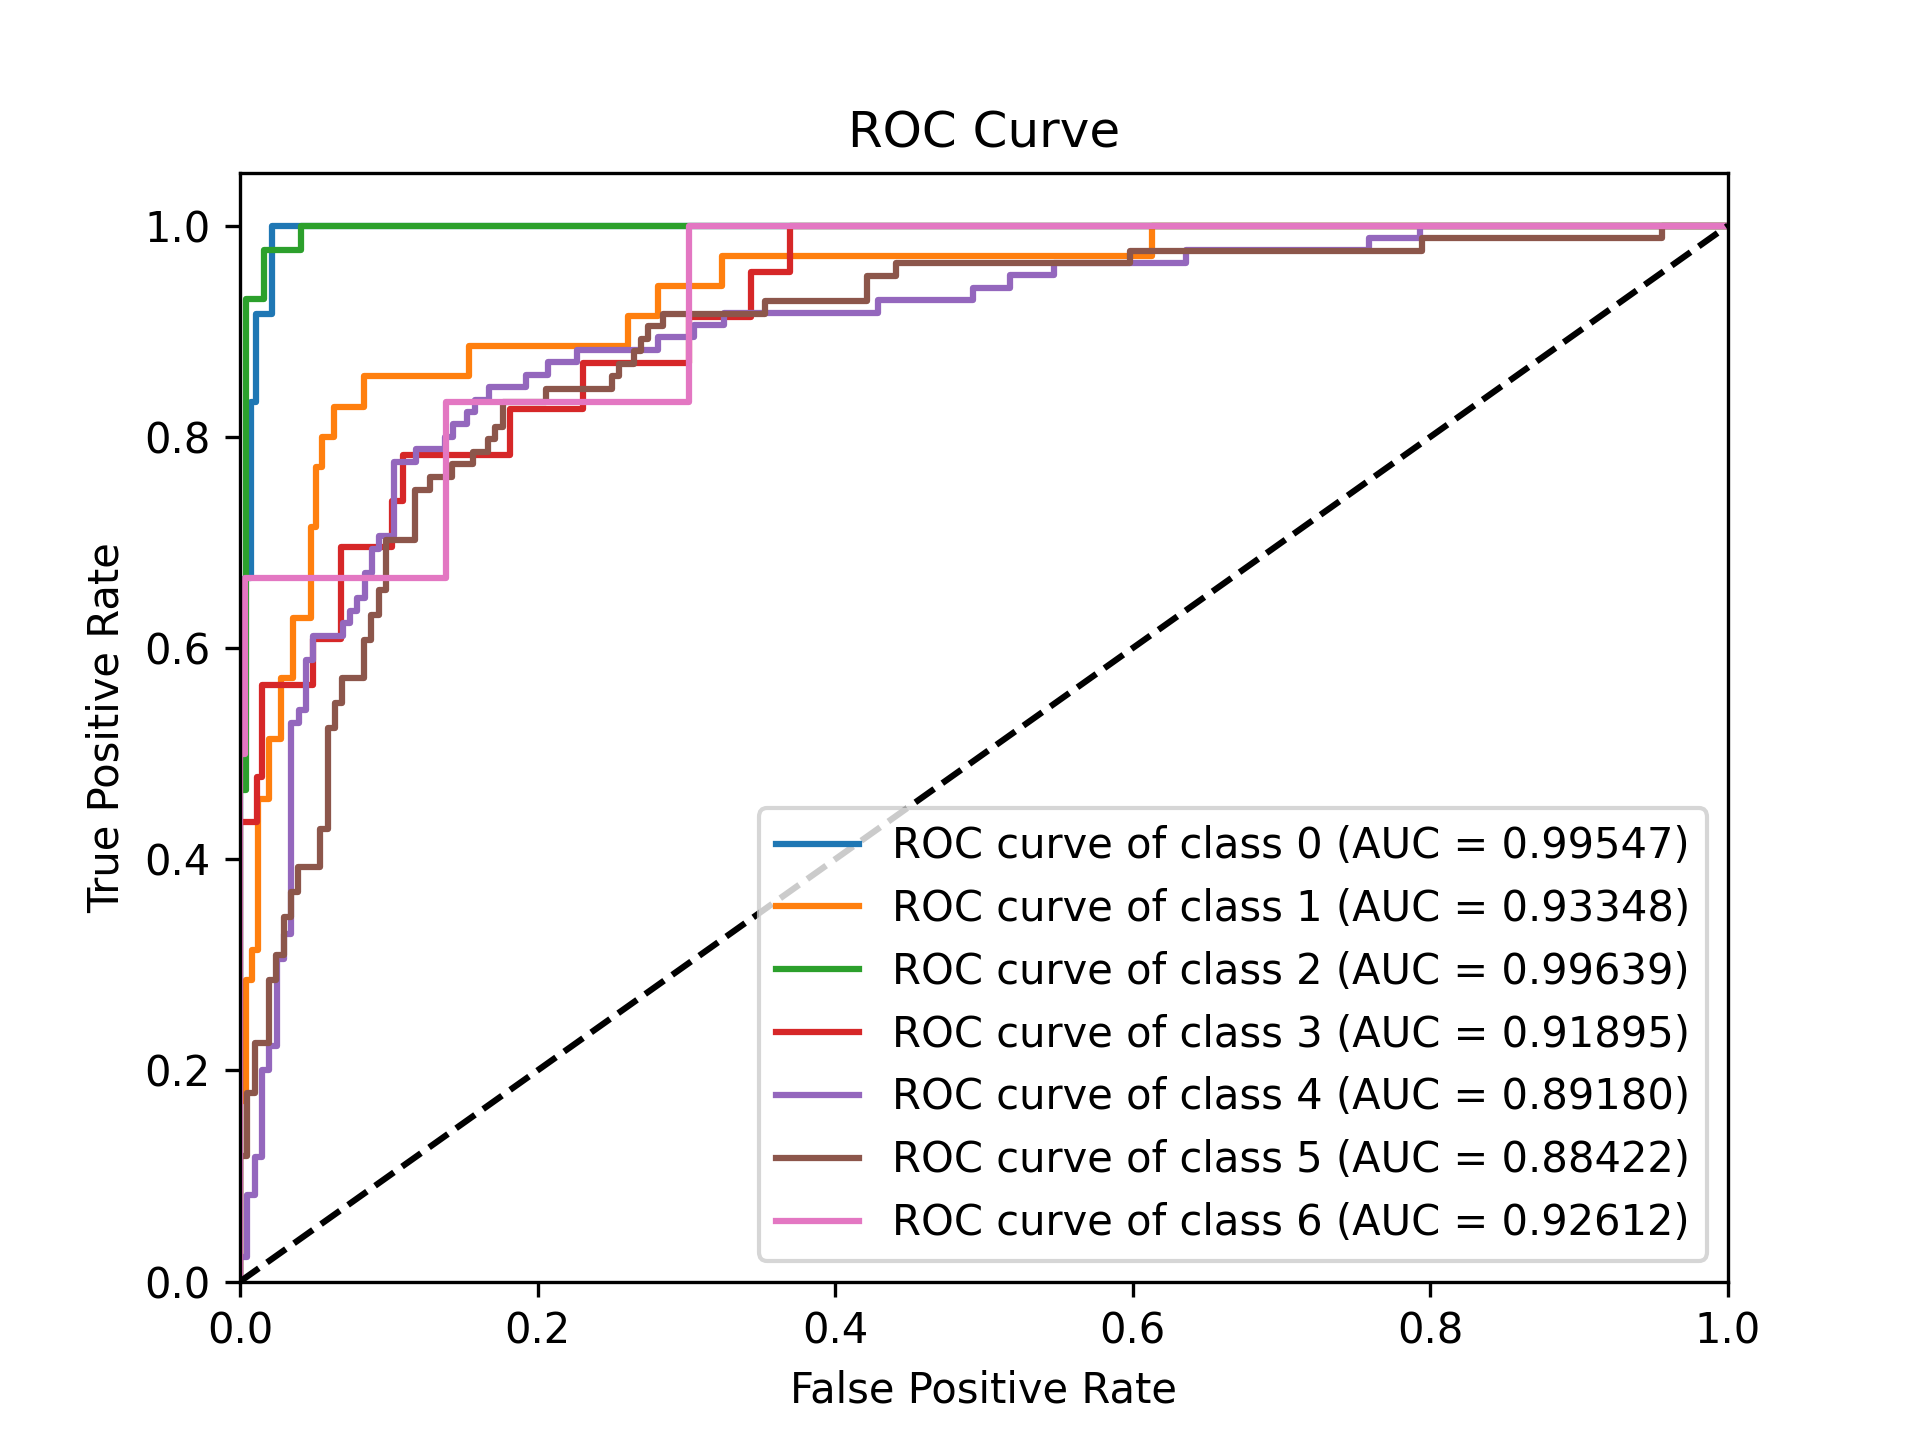 ROC Curve
1.0
0.8
0.6
0.4
0.2
0.0
True Positive Rate
ROC curve of class 0 (AUC = 0.99547)
ROC curve of class 1 (AUC = 0.93348)
ROC curve of class 2 (AUC = 0.99639)
ROC curve of class 3 (AUC = 0.91895)
ROC curve of class 4 (AUC = 0.89180)
ROC curve of class 5 (AUC = 0.88422)
ROC curve of class 6 (AUC = 0.92612)
0.0 0.2 0.4 0.6 0.8 1.0
False Positive Rate